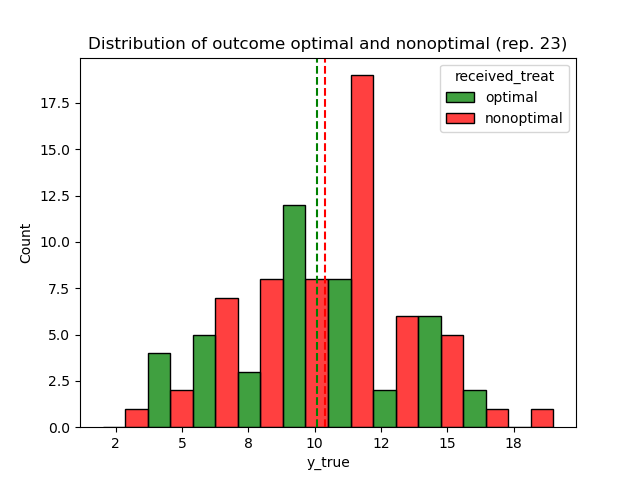 Distribution of outcome optimal and nonoptimal (rep. 23)
received_treat
optimal
nonoptimal
17.5
15.0
12.5
10.0
7.5
5.0
2.5
0.0
Count
2 5 8 10 12 15 18
y_true